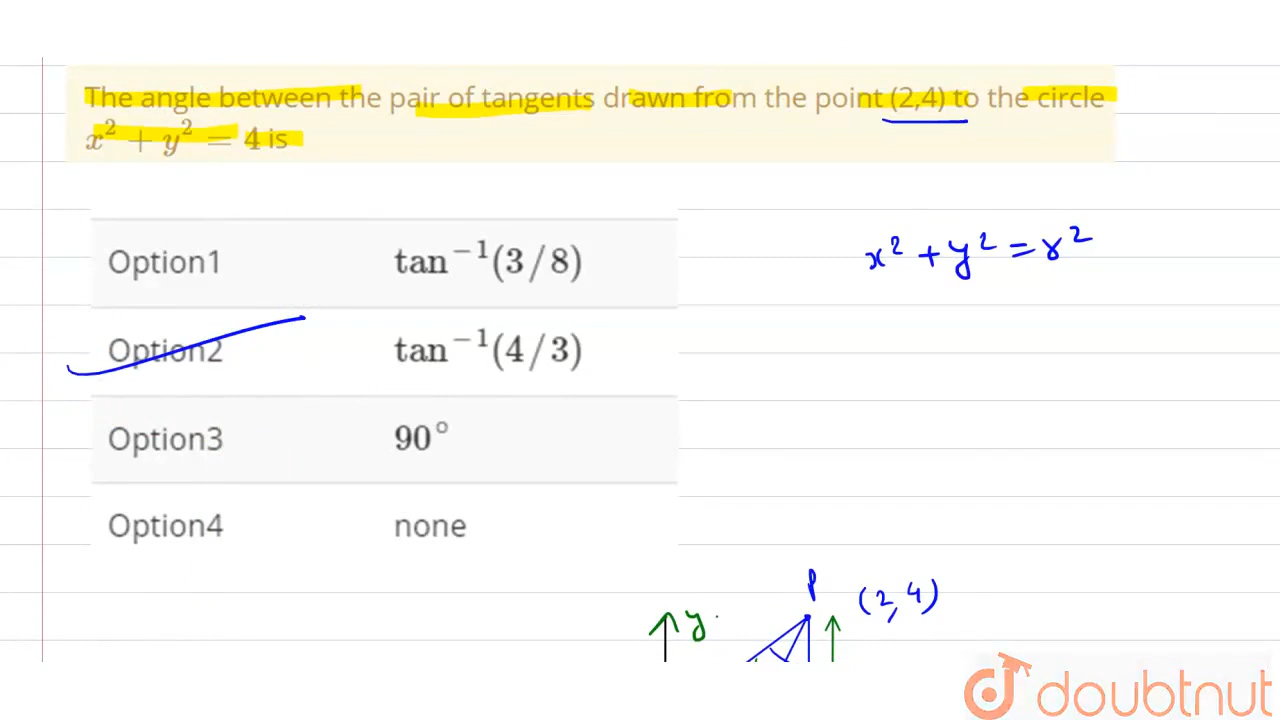 The angle between the pair of tangents drawn from the point (2,4) to the circle
x² + y² = 4 is
x² + y² = r²
Option1 tan⁻¹(3/8)
Option2 tan⁻¹(4/3)
Option3 90°
Option4 none
P
(2,4)
y
doubtnut